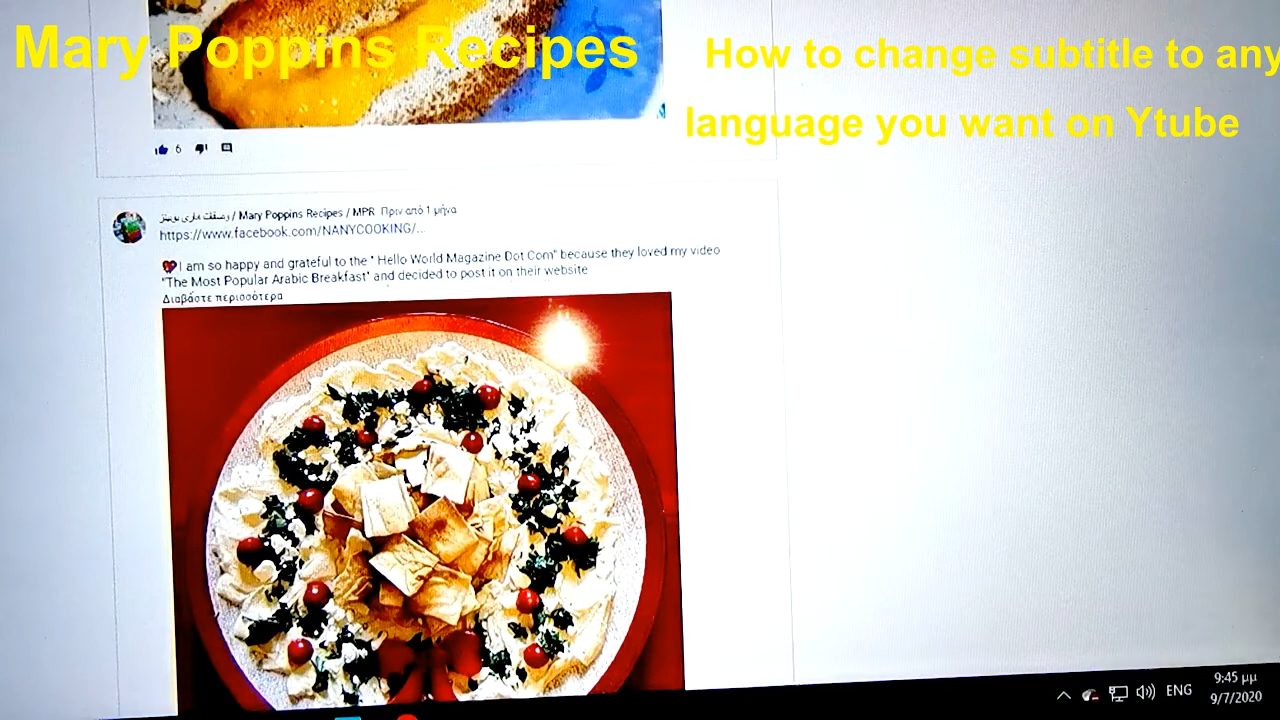 Mary Poppins Recipes
How to change subtitle to any
language you want on Ytube
6
وصفات ماري بوبينز / Mary Poppins Recipes / MPR Πριν από 1 μήνα
https://www.facebook.com/NANYCOOKING/...
I am so happy and grateful to the " Hello World Magazine Dot Com" because they loved my video
"The Most Popular Arabic Breakfast" and decided to post it on their website
Διαβάστε περισσότερα
ENG
9:45 μμ
9/7/2020